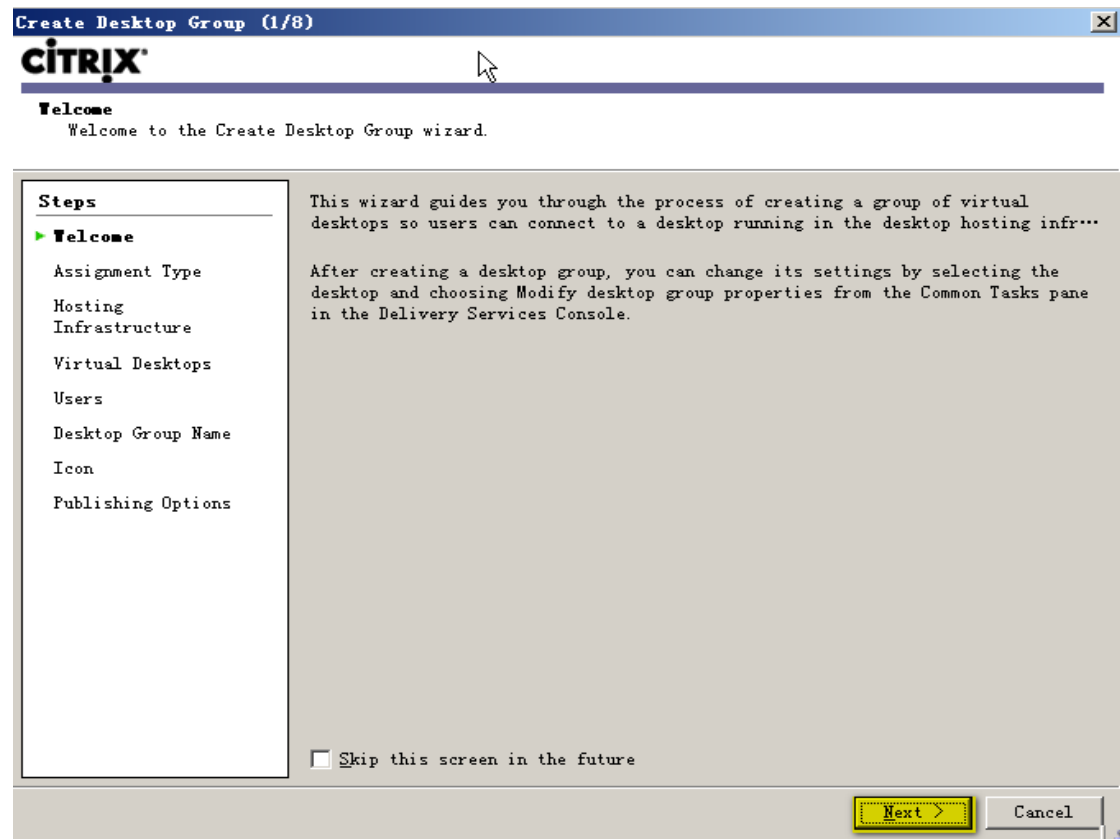 Create Desktop Group (1/8)
CITRIX
Welcome
Welcome to the Create Desktop Group wizard.
Steps
Welcome
Assignment Type
Hosting
Infrastructure
Virtual Desktops
Users
Desktop Group Name
Icon
Publishing Options
This wizard guides you through the process of creating a group of virtual
desktops so users can connect to a desktop running in the desktop hosting infr...
After creating a desktop group, you can change its settings by selecting the
desktop and choosing Modify desktop group properties from the Common Tasks pane
in the Delivery Services Console.
Skip this screen in the future
Next >
Cancel